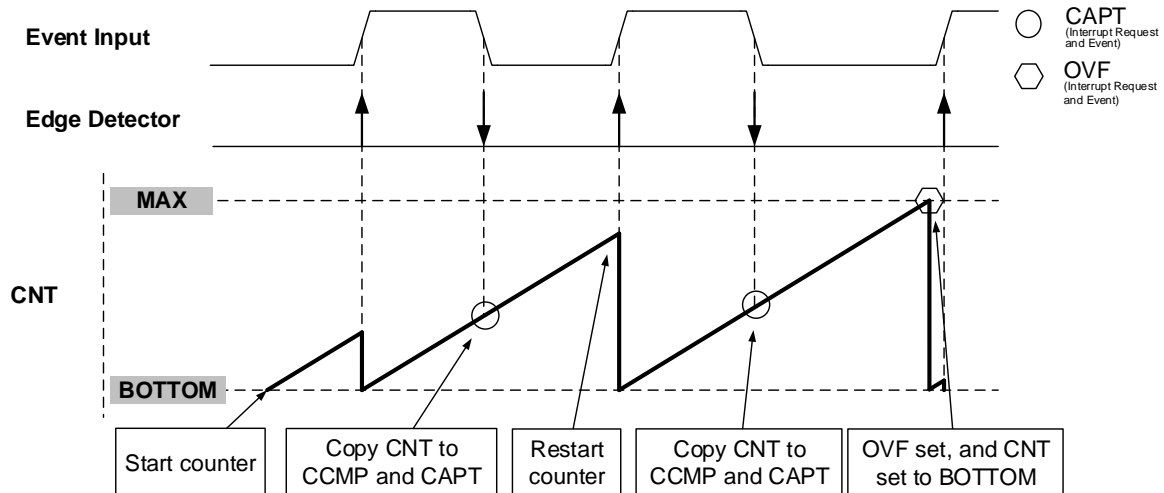 Event Input
CAPT
(Interrupt Request
and Event)
OVF
(Interrupt Request
and Event)
Edge Detector
MAX
CNT
BOTTOM
Start counter
Copy CNT to
CCMP and CAPT
Restart
counter
Copy CNT to
CCMP and CAPT
OVF set, and CNT
set to BOTTOM